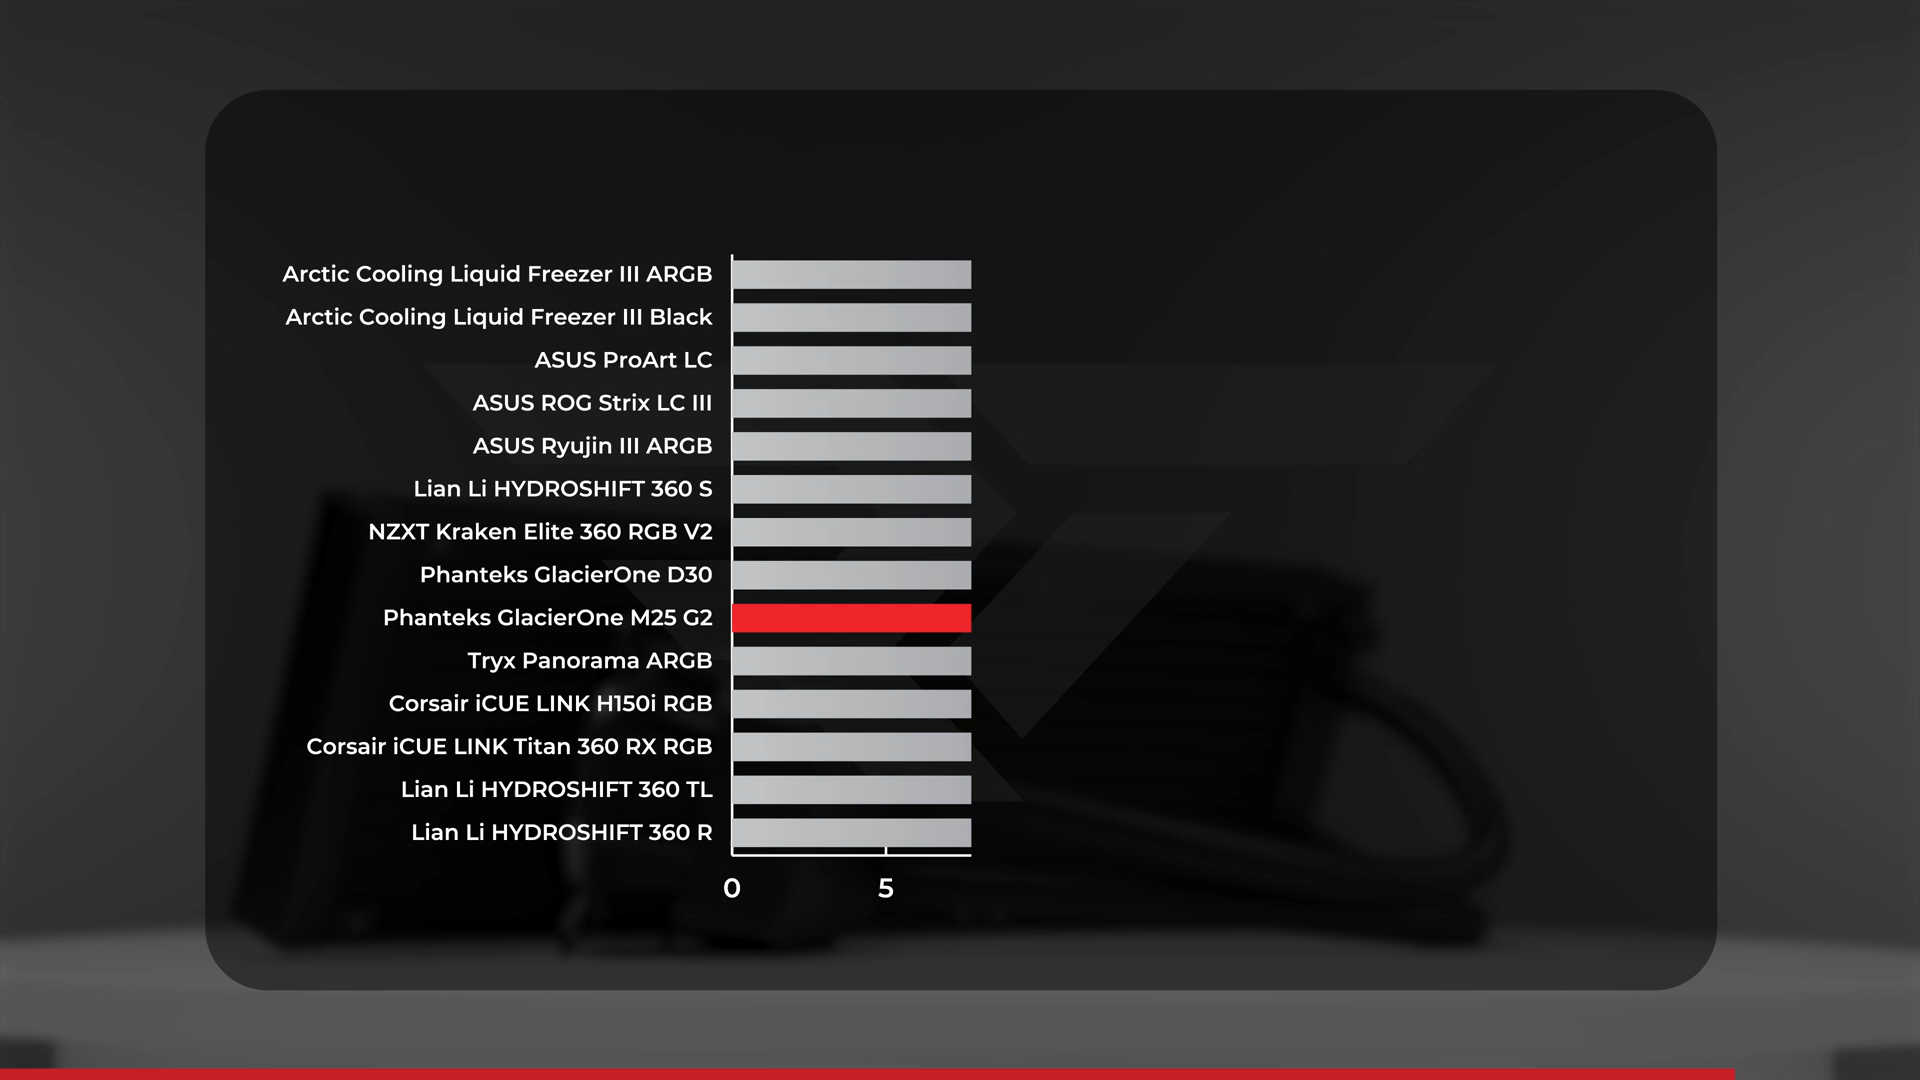 Arctic Cooling Liquid Freezer III ARGB
Arctic Cooling Liquid Freezer III Black
ASUS ProArt LC
ASUS ROG Strix LC III
ASUS Ryujin III ARGB
Lian Li HYDROSHIFT 360 S
NZXT Kraken Elite 360 RGB V2
Phanteks GlacierOne D30
Phanteks GlacierOne M25 G2
Tryx Panorama ARGB
Corsair iCUE LINK H150i RGB
Corsair iCUE LINK Titan 360 RX RGB
Lian Li HYDROSHIFT 360 TL
Lian Li HYDROSHIFT 360 R
0 5